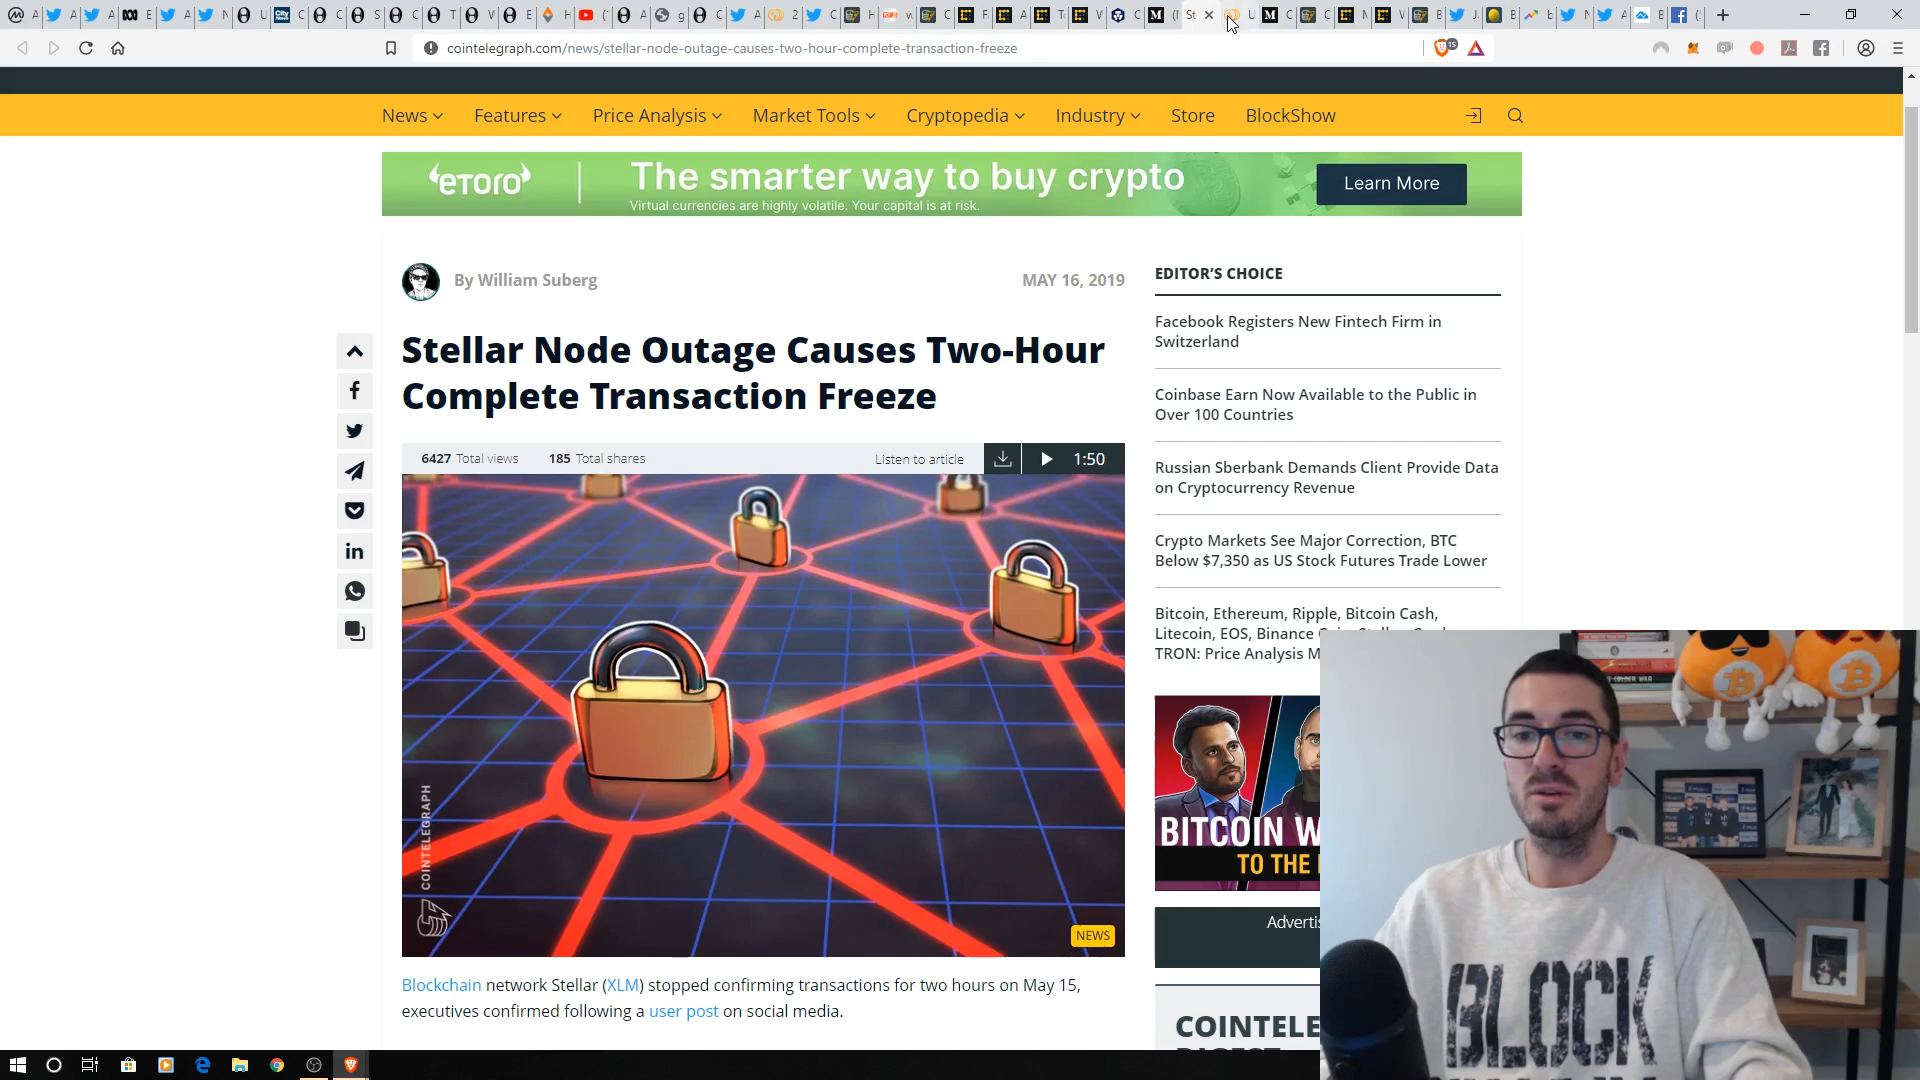 cointelegraph.com/news/stellar-node-outage-causes-two-hour-complete-transaction-freeze
15
News
Features
Price Analysis
Market Tools
Cryptopedia
Industry
Store
BlockShow
eToro
The smarter way to buy crypto
Virtual currencies are highly volatile. Your capital is at risk.
Learn More
By William Suberg
MAY 16, 2019
Stellar Node Outage Causes Two-Hour
Complete Transaction Freeze
6427 Total views
185 Total shares
Listen to article
1:50
COINTELEGRAPH
NEWS
Blockchain network Stellar (XLM) stopped confirming transactions for two hours on May 15,
executives confirmed following a user post on social media.
EDITOR'S CHOICE
Facebook Registers New Fintech Firm in
Switzerland
Coinbase Earn Now Available to the Public in
Over 100 Countries
Russian Sberbank Demands Client Provide Data
on Cryptocurrency Revenue
Crypto Markets See Major Correction, BTC
Below $7,350 as US Stock Futures Trade Lower
Bitcoin, Ethereum, Ripple, Bitcoin Cash,
Litecoin, EOS, Binance
TRON: Price Analysis
BITCOIN
TO THE
COLDER WAR
BLOCK